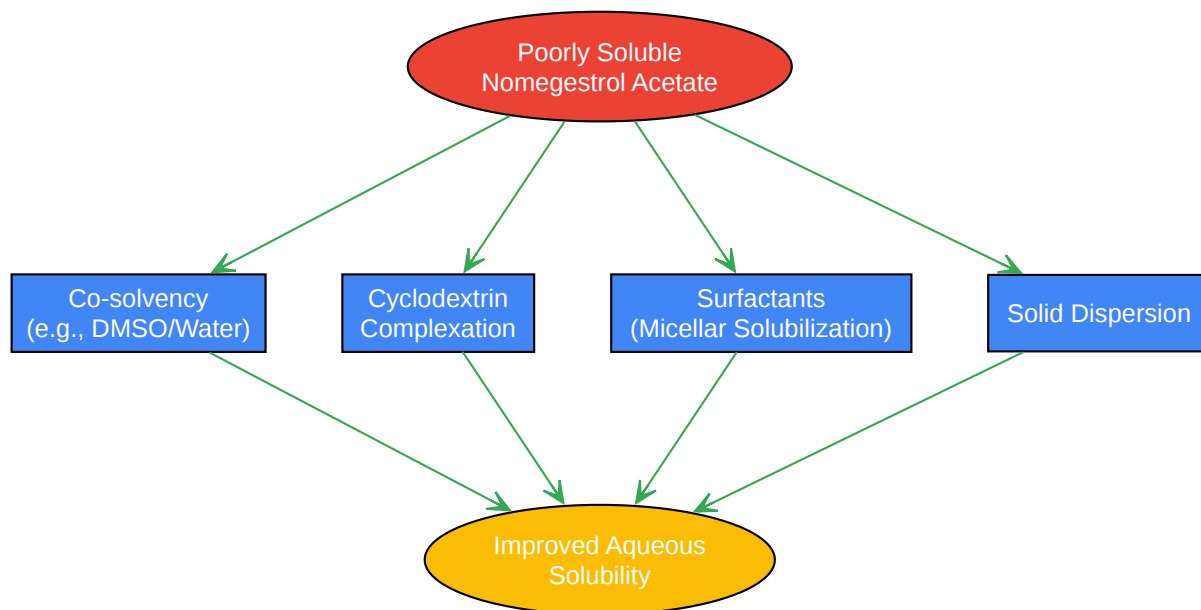 Poorly Soluble
Nomegestrol Acetate
Co-solvency
(e.g., DMSO/Water)
Cyclodextrin
Complexation
Surfactants
(Micellar Solubilization)
Solid Dispersion
Improved Aqueous
Solubility